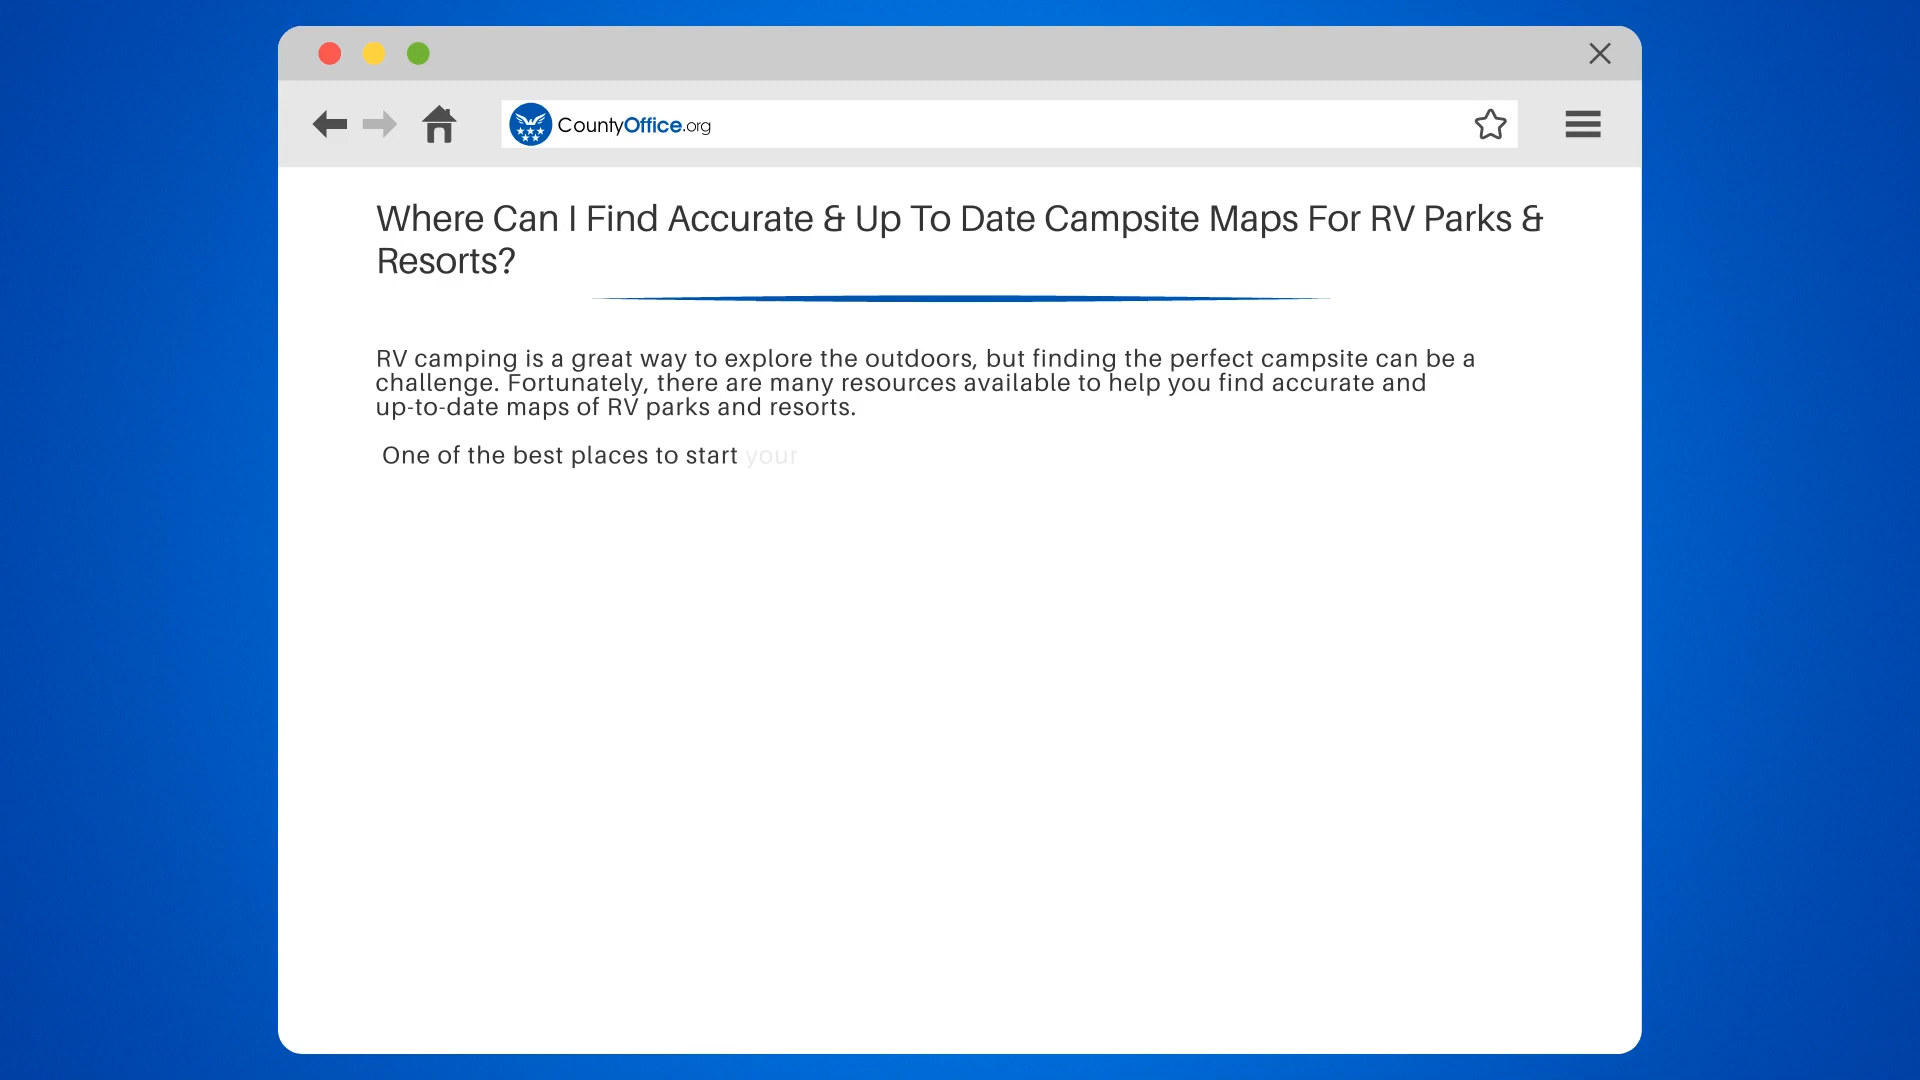 CountyOffice.org
Where Can I Find Accurate & Up To Date Campsite Maps For RV Parks &
Resorts?
RV camping is a great way to explore the outdoors, but finding the perfect campsite can be a
challenge. Fortunately, there are many resources available to help you find accurate and
up-to-date maps of RV parks and resorts.
One of the best places to start your